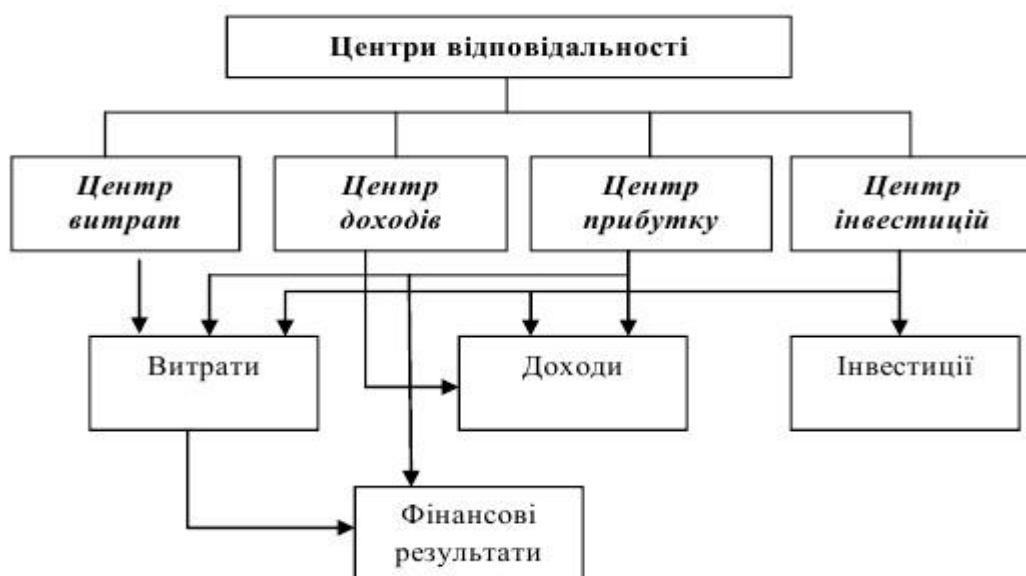 Центри відповідальності
Центр
витрат
Центр
доходів
Центр
прибутку
Центр
інвестицій
Витрати
Доходи
Інвестиції
Фінансові
результати